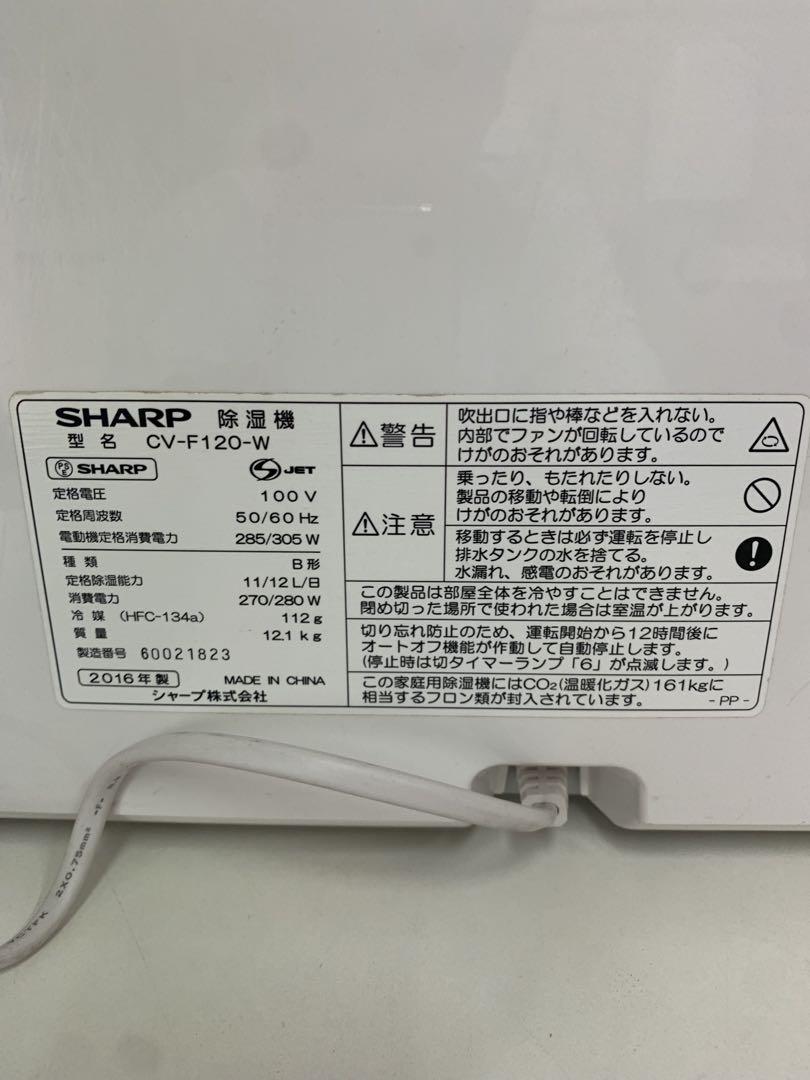 SHARP 除湿機
型名 CV-F120-W
PSE SHARP S JET
定格電圧 100V
定格周波数 50/60 Hz
電動機定格消費電力 285/305 W
種類 B形
定格除湿能力 11/12 L/日
消費電力 270/280 W
冷媒 (HFC-134a) 112g
質量 12.1 kg
製造番号 60021823
2016年製 MADE IN CHINA
シャープ株式会社
警告
吹出口に指や棒などを入れない。
内部でファンが回転しているので
けがのおそれがあります。
注意
乗ったり、もたれたりしない。
製品の移動や転倒により
けがのおそれがあります。
移動するときは必ず運転を停止し
排水タンクの水を捨てる。
水漏れ、感電のおそれがあります。
この製品は部屋全体を冷やすことはできません。
閉め切った場所で使われた場合は室温が上がります。
切り忘れ防止のため、運転開始から12時間後に
オートオフ機能が作動して自動停止します。
(停止時は切タイマーランプ「6」が点滅します。)
この家庭用除湿機にはCO₂(温暖化ガス)161kgに
相当するフロン類が封入されています。 -PP-